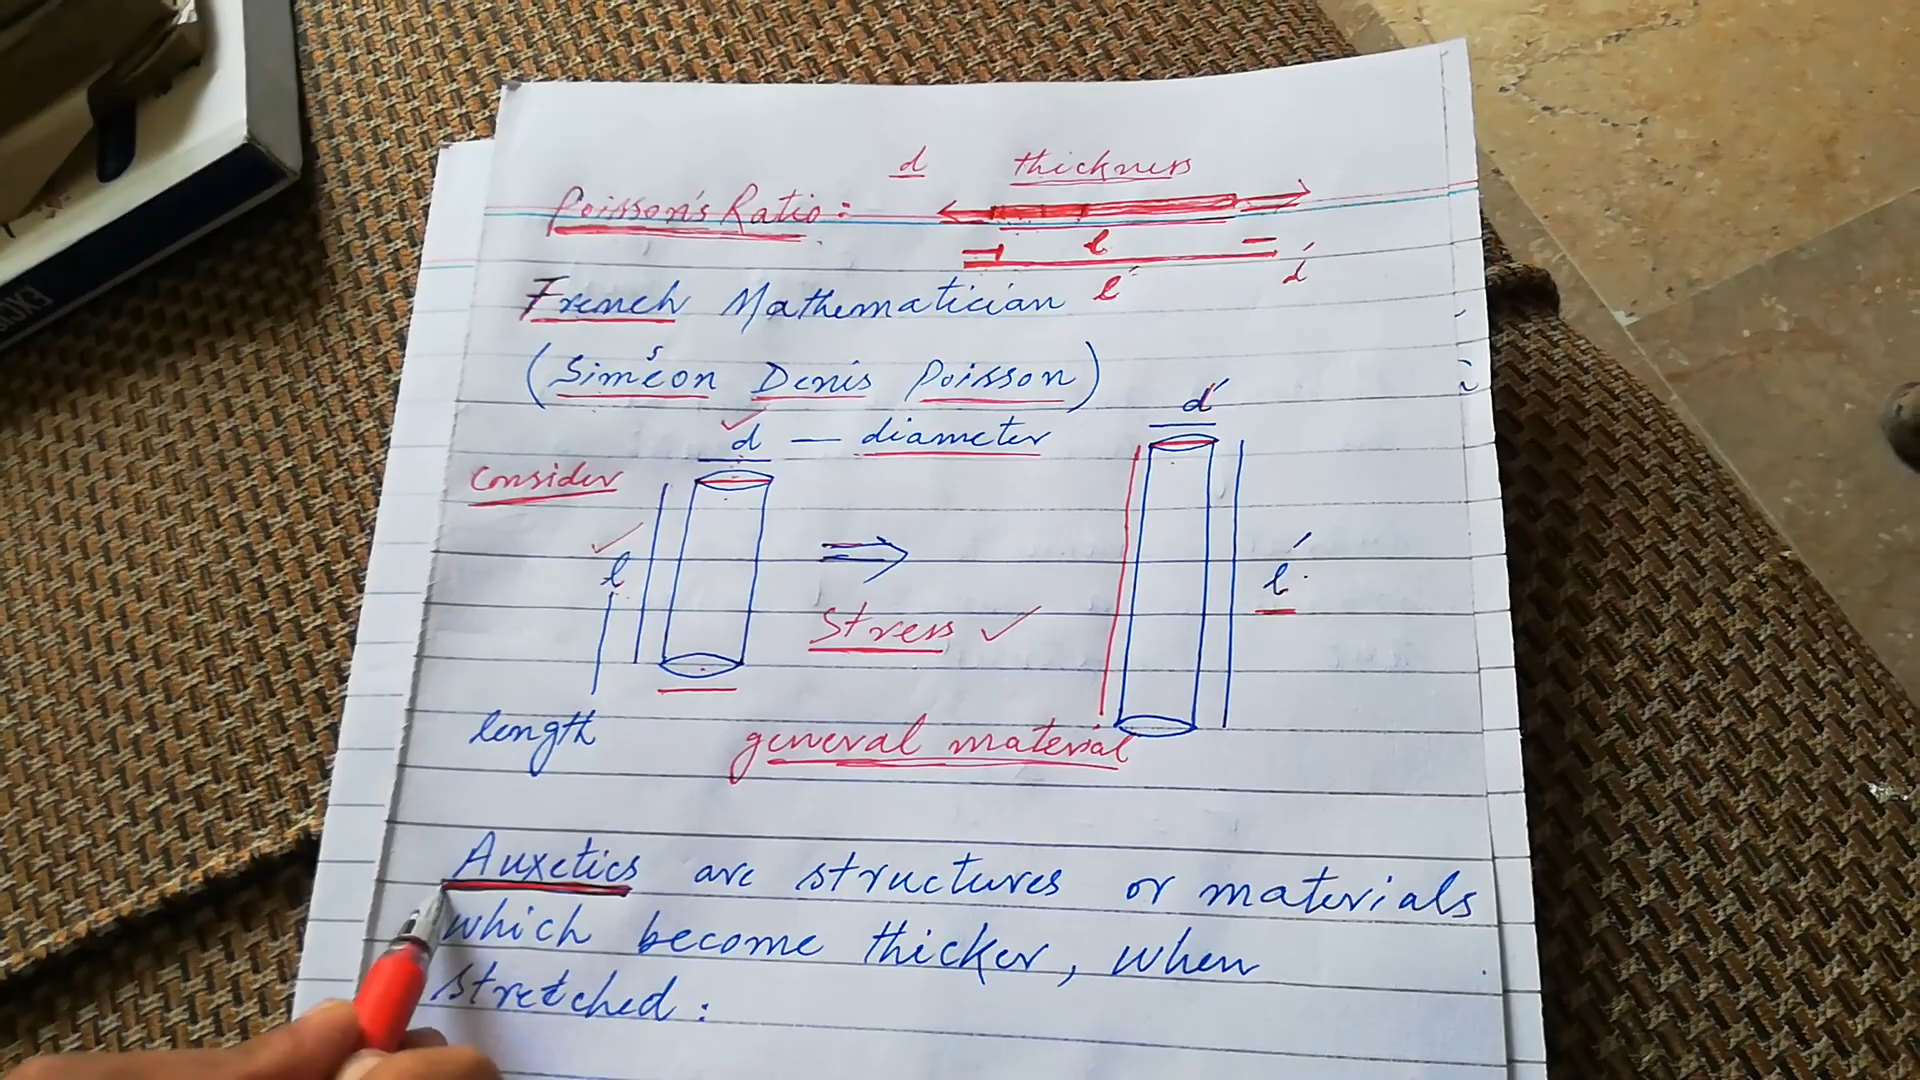 d thickness
Poisson's Ratio:
l
l' d'
French Mathematician
(Siméon Denis Poisson)
s
d — diameter
d'
Consider
l
l'
Stress ✓
length
general material
Auxetics are structures or materials
which become thicker, when
stretched: